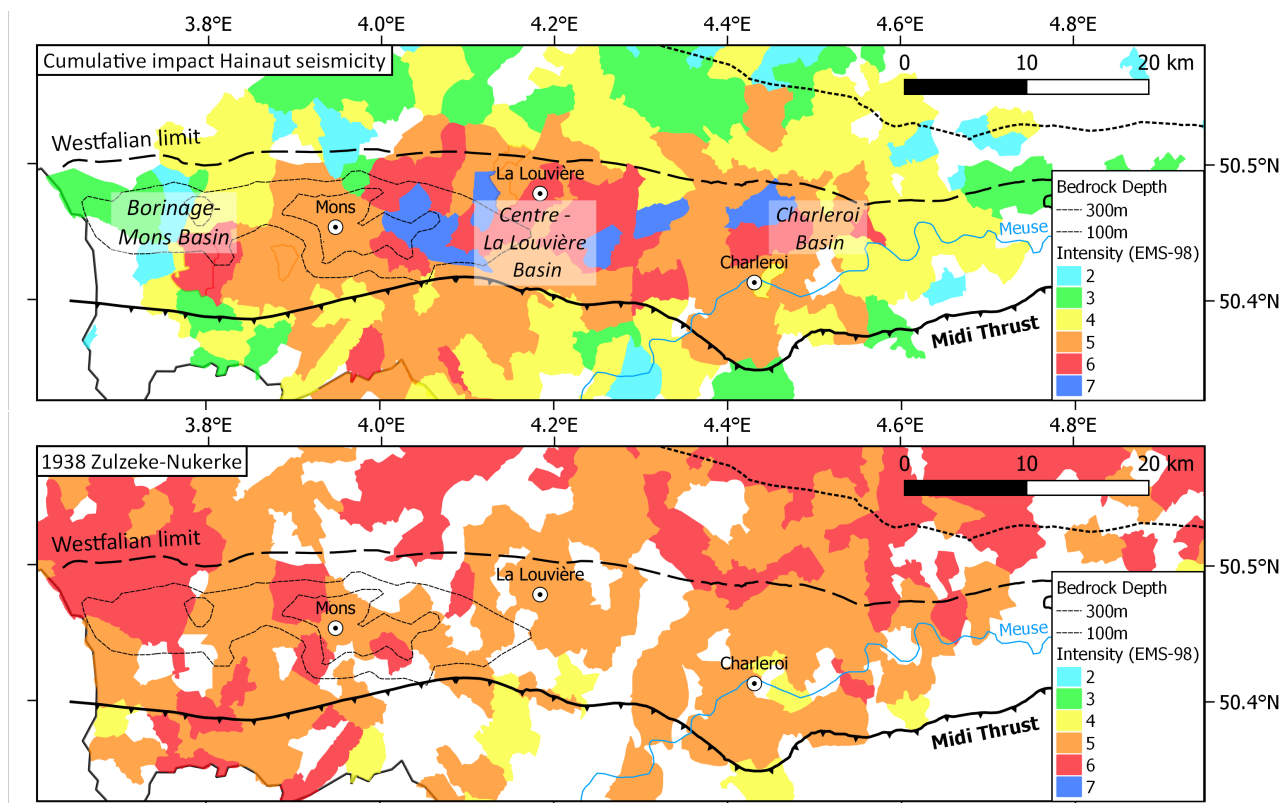 3.8°E 4.0°E 4.2°E 4.4°E 4.6°E 4.8°E
Cumulative impact Hainaut seismicity
0 10 20 km
Westfalian limit
50.5°N
La Louvière
Bedrock Depth
300m
100m
Borinage-
Mons Basin
Mons
Centre -
La Louvière
Basin
Charleroi
Basin
Meuse
Intensity (EMS-98)
Charleroi
2
3
4
5
6
7
50.4°N
Midi Thrust
3.8°E 4.0°E 4.2°E 4.4°E 4.6°E 4.8°E
1938 Zulzeke-Nukerke
0 10 20 km
Westfalian limit
50.5°N
La Louvière
Bedrock Depth
300m
100m
Mons
Meuse
Intensity (EMS-98)
Charleroi
2
3
4
5
6
7
50.4°N
Midi Thrust